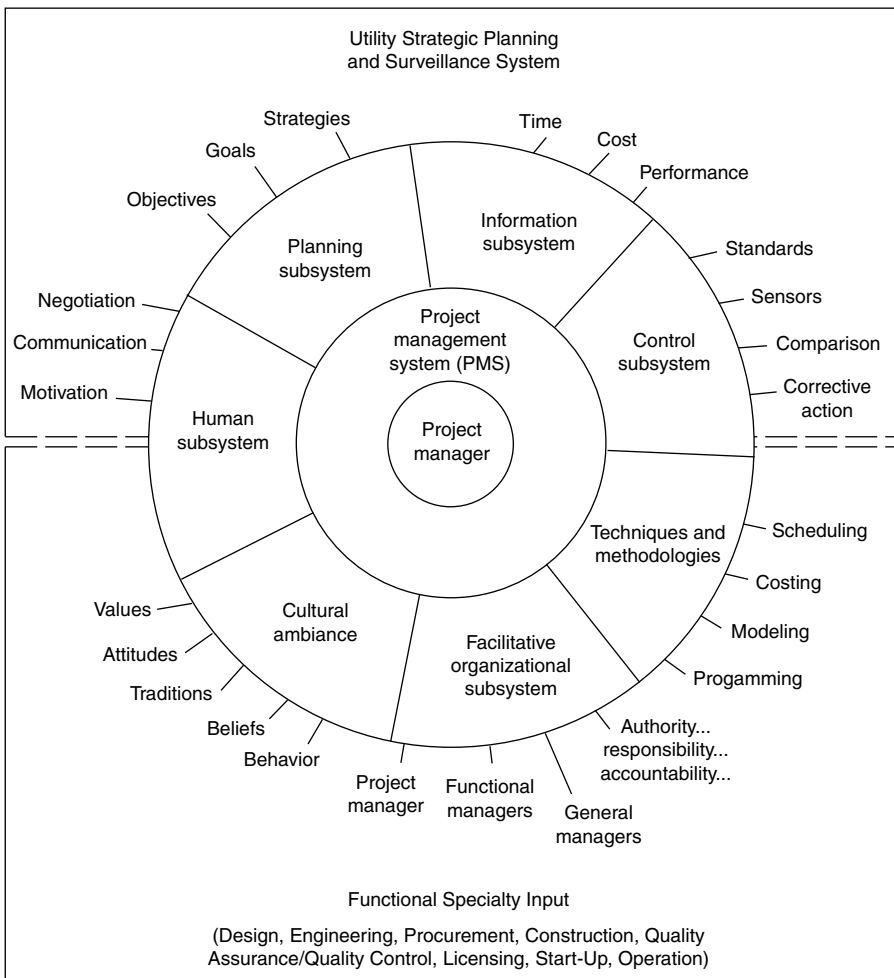 Utility Strategic Planning
and Surveillance System
Strategies
Goals
Objectives
Time
Cost
Performance
Planning
subsystem
Information
subsystem
Standards
Sensors
Comparison
Corrective
action
Control
subsystem
Negotiation
Communication
Motivation
Human
subsystem
Project
management
system (PMS)
Project
manager
Techniques and
methodologies
Scheduling
Costing
Modeling
Progamming
Cultural
ambiance
Values
Attitudes
Traditions
Beliefs
Behavior
Facilitative
organizational
subsystem
Project
manager
Functional
managers
General
managers
Authority...
responsibility...
accountability...
Functional Specialty Input
(Design, Engineering, Procurement, Construction, Quality
Assurance/Quality Control, Licensing, Start-Up, Operation)